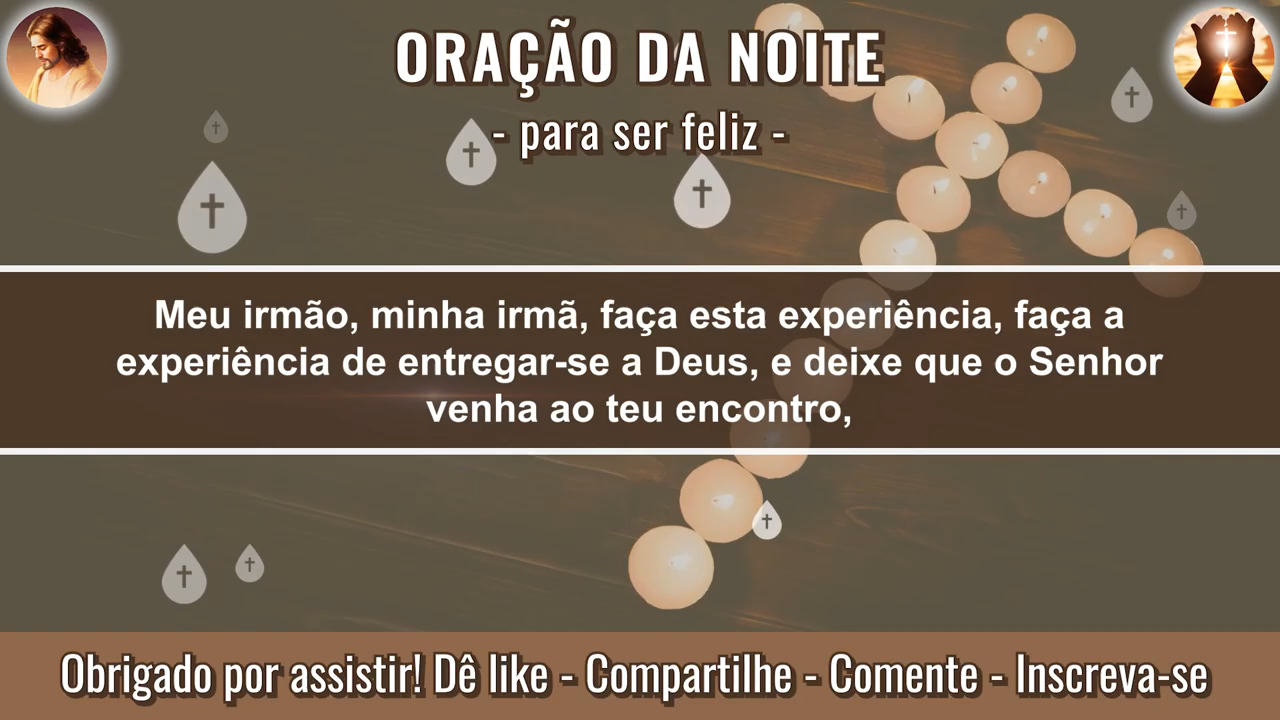 ORAÇÃO DA NOITE
- para ser feliz -
Meu irmão, minha irmã, faça esta experiência, faça a
experiência de entregar-se a Deus, e deixe que o Senhor
venha ao teu encontro,
Obrigado por assistir! Dê like - Compartilhe - Comente - Inscreva-se